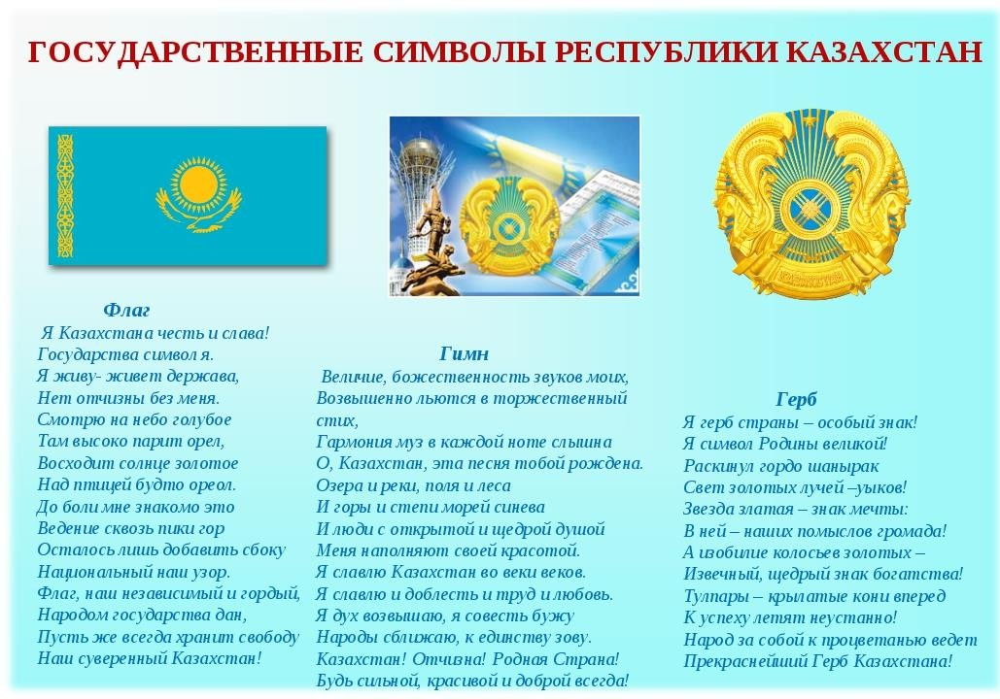 ГОСУДАРСТВЕННЫЕ СИМВОЛЫ РЕСПУБЛИКИ КАЗАХСТАН
Флаг
Я Казахстана честь и слава!
Государства символ я.
Я живу- живет держава,
Нет отчизны без меня.
Смотрю на небо голубое
Там высоко парит орел,
Восходит солнце золотое
Над птицей будто ореол.
До боли мне знакомо это
Ведение сквозь пики гор
Осталось лишь добавить сбоку
Национальный наш узор.
Флаг, наш независимый и гордый,
Народом государства дан,
Пусть же всегда хранит свободу
Наш суверенный Казахстан!
Гимн
Величие, божественность звуков моих,
Возвышенно льются в торжественный
стих,
Гармония муз в каждой ноте слышна
О, Казахстан, эта песня тобой рождена.
Озера и реки, поля и леса
И горы и степи морей синева
И люди с открытой и щедрой душой
Меня наполняют своей красотой.
Я славлю Казахстан во веки веков.
Я славлю и доблесть и труд и любовь.
Я дух возвышаю, я совесть бужу
Народы сближаю, к единству зову.
Казахстан! Отчизна! Родная Страна!
Будь сильной, красивой и доброй всегда!
ҚАЗАҚСТАН
Герб
Я герб страны – особый знак!
Я символ Родины великой!
Раскинул гордо шанырак
Свет золотых лучей –уыков!
Звезда златая – знак мечты:
В ней – наших помыслов громада!
А изобилие колосьев золотых –
Извечный, щедрый знак богатства!
Тулпары – крылатые кони вперед
К успеху летят неустанно!
Народ за собой к процветанью ведет
Прекраснейший Герб Казахстана!